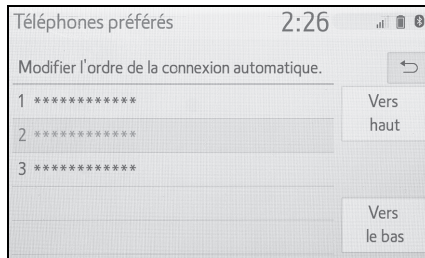 Téléphones préférés 2:26
Modifier l'ordre de la connexion automatique.
1 ************
Vers
haut
2 ************
3 ************
Vers
le bas